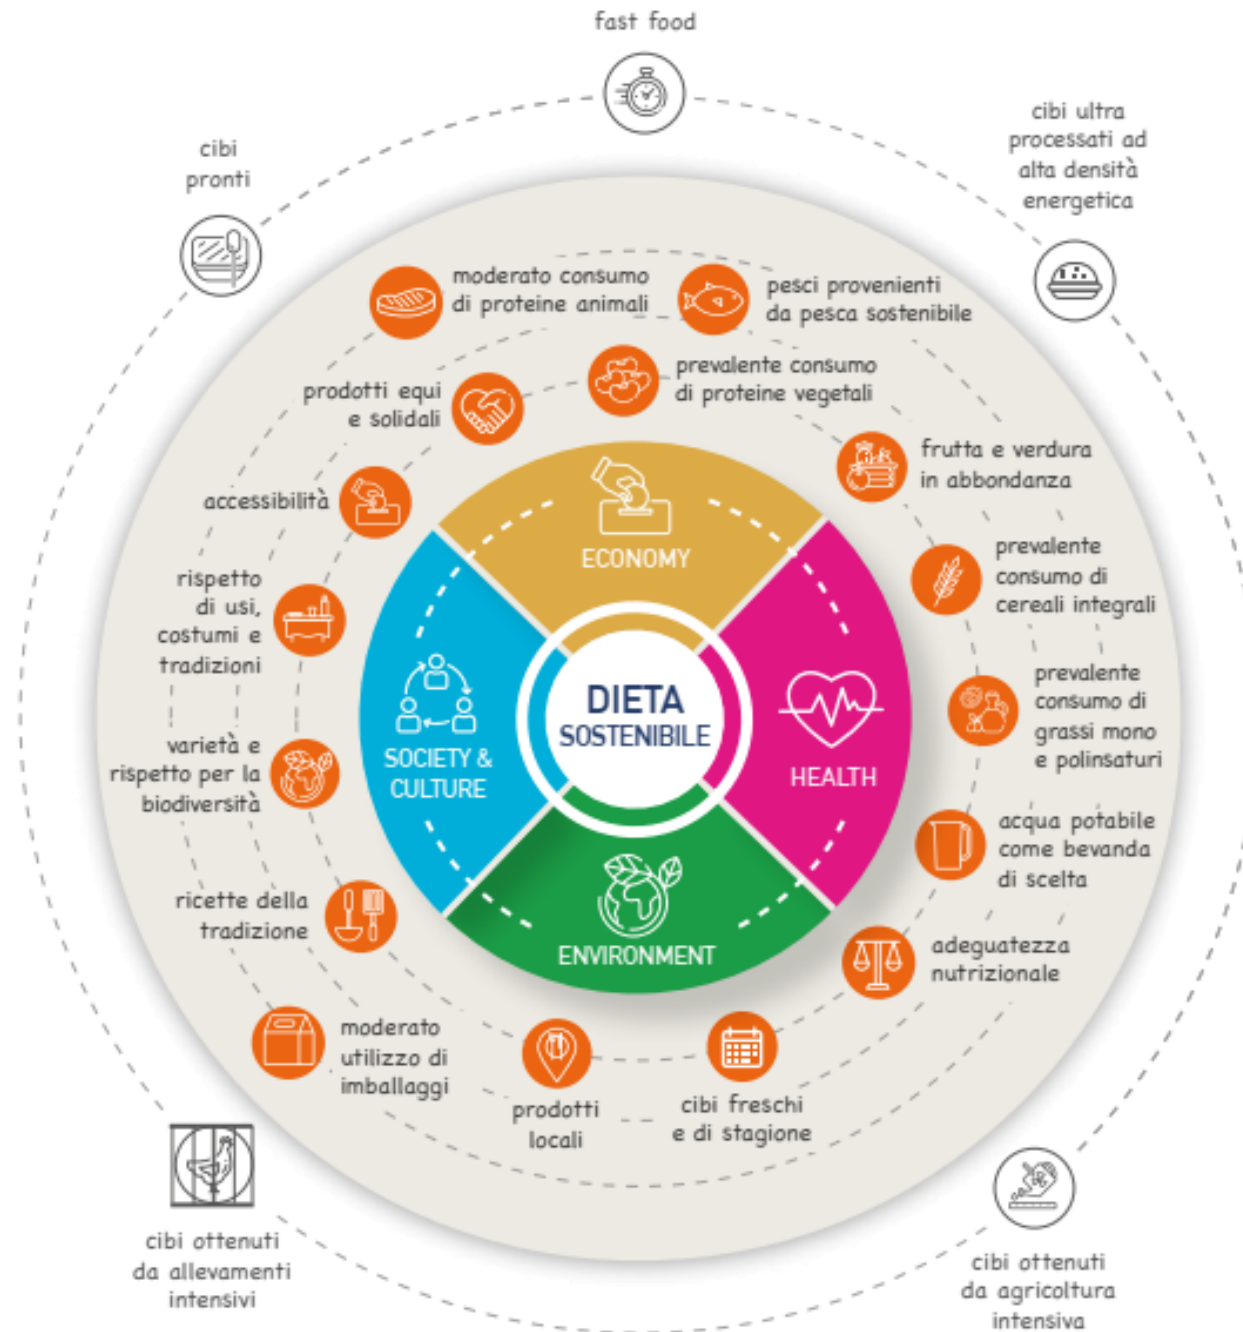 fast food
cibi
pronti
cibi ultra
processati ad
alta densità
energetica
moderato consumo
di proteine animali
pesci provenienti
da pesca sostenibile
prodotti equi
e solidali
prevalente consumo
di proteine vegetali
accessibilità
frutta e verdura
in abbondanza
rispetto
di usi,
costumi e
tradizioni
prevalente
consumo di
cereali integrali
ECONOMY
SOCIETY &
CULTURE
DIETA
SOSTENIBILE
HEALTH
ENVIRONMENT
varietà e
rispetto per la
biodiversità
prevalente
consumo di
grassi mono
e polinsaturi
acqua potabile
come bevanda
di scelta
ricette della
tradizione
adeguatezza
nutrizionale
moderato
utilizzo di
imballaggi
prodotti
locali
cibi freschi
e di stagione
cibi ottenuti
da allevamenti
intensivi
cibi ottenuti
da agricoltura
intensiva